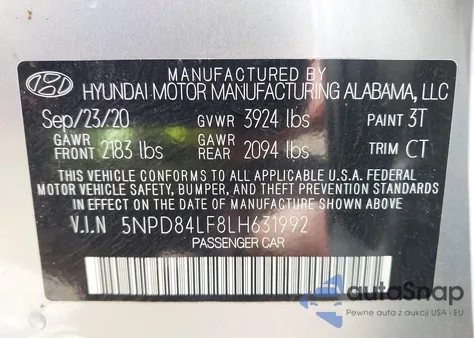 MANUFACTURED BY
HYUNDAI MOTOR MANUFACTURING ALABAMA, LLC
Sep/23/20 GVWR 3924 lbs PAINT 3T
GAWR FRONT 2183 lbs GAWR REAR 2094 lbs TRIM CT
THIS VEHICLE CONFORMS TO ALL APPLICABLE U.S.A. FEDERAL
MOTOR VEHICLE SAFETY, BUMPER, AND THEFT PREVENTION
STANDARDS IN EFFECT ON THE DATE OF MANUFACTURE SHOWN ABOVE
V.I.N 5NPD84LF8LH631992
PASSENGER CAR
autoSnap
Pewne auta z aukcji USA i EU